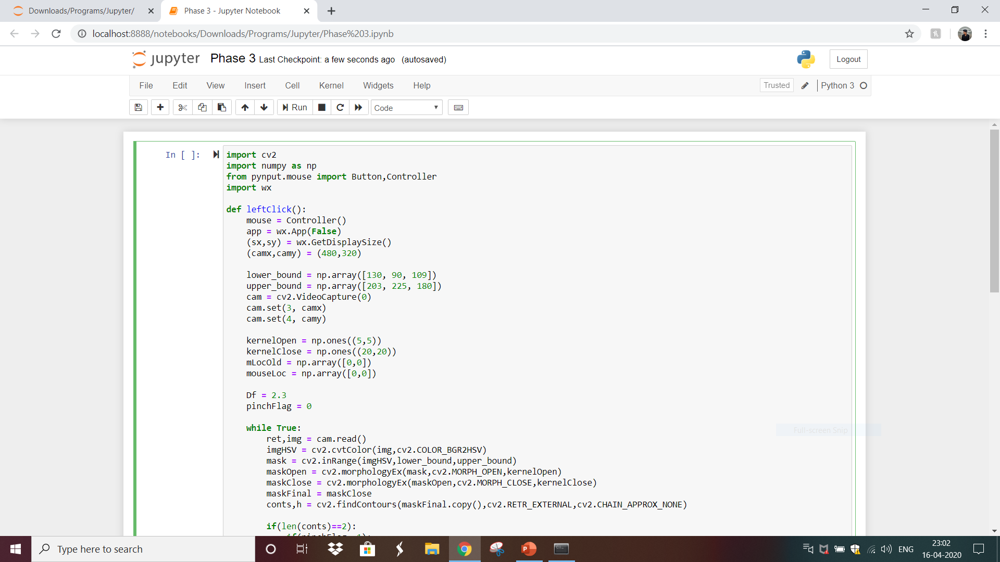 Downloads/Programs/Jupyter/
Phase 3 - Jupyter Notebook
localhost:8888/notebooks/Downloads/Programs/Jupyter/Phase%203.ipynb
jupyter Phase 3 Last Checkpoint: a few seconds ago (autosaved)
Logout
File Edit View Insert Cell Kernel Widgets Help
Trusted
Python 3
Run
Code
In [ ]:
import cv2
import numpy as np
from pynput.mouse import Button,Controller
import wx
def leftClick():
    mouse = Controller()
    app = wx.App(False)
    (sx,sy) = wx.GetDisplaySize()
    (camx,camy) = (480,320)
    lower_bound = np.array([130, 90, 109])
    upper_bound = np.array([203, 225, 180])
    cam = cv2.VideoCapture(0)
    cam.set(3, camx)
    cam.set(4, camy)
    kernelOpen = np.ones((5,5))
    kernelClose = np.ones((20,20))
    mLocOld = np.array([0,0])
    mouseLoc = np.array([0,0])
    Df = 2.3
    pinchFlag = 0
    while True:
        ret,img = cam.read()
        imgHSV = cv2.cvtColor(img,cv2.COLOR_BGR2HSV)
        mask = cv2.inRange(imgHSV,lower_bound,upper_bound)
        maskOpen = cv2.morphologyEx(mask,cv2.MORPH_OPEN,kernelOpen)
        maskClose = cv2.morphologyEx(maskOpen,cv2.MORPH_CLOSE,kernelClose)
        maskFinal = maskClose
        conts,h = cv2.findContours(maskFinal.copy(),cv2.RETR_EXTERNAL,cv2.CHAIN_APPROX_NONE)
        if(len(conts)==2):
Full-screen Snip
Type here to search
ENG
23:02
16-04-2020